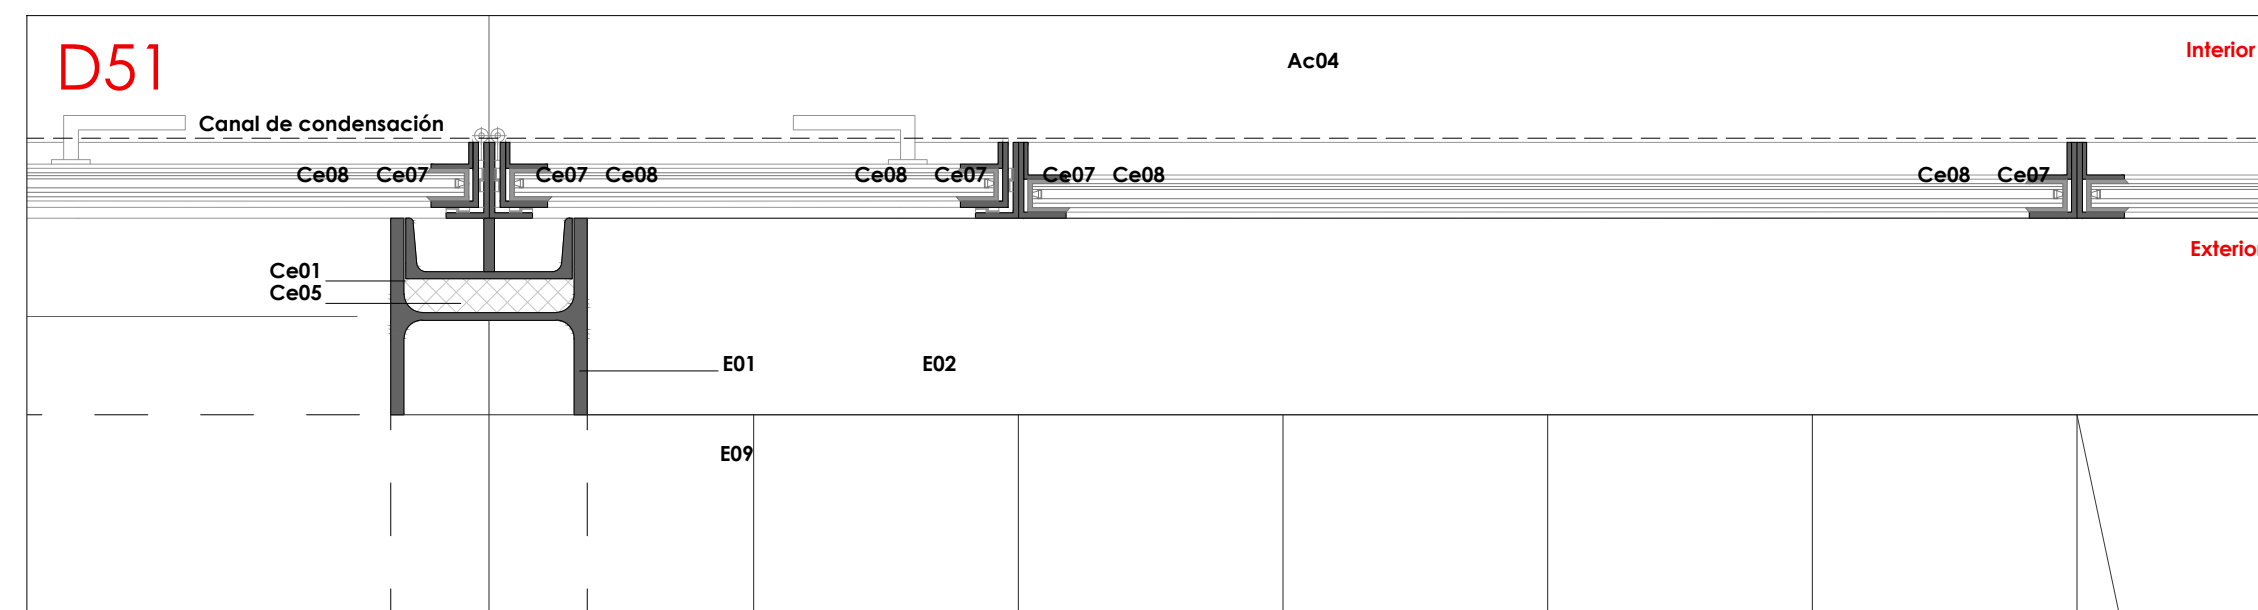 D51
Ac04
Interior
Canal de condensación
Ce08 Ce07 Ce07 Ce08 Ce08 Ce07 Ce07 Ce08 Ce08 Ce07
Exterior
Ce01
Ce05
E01 E02
E09